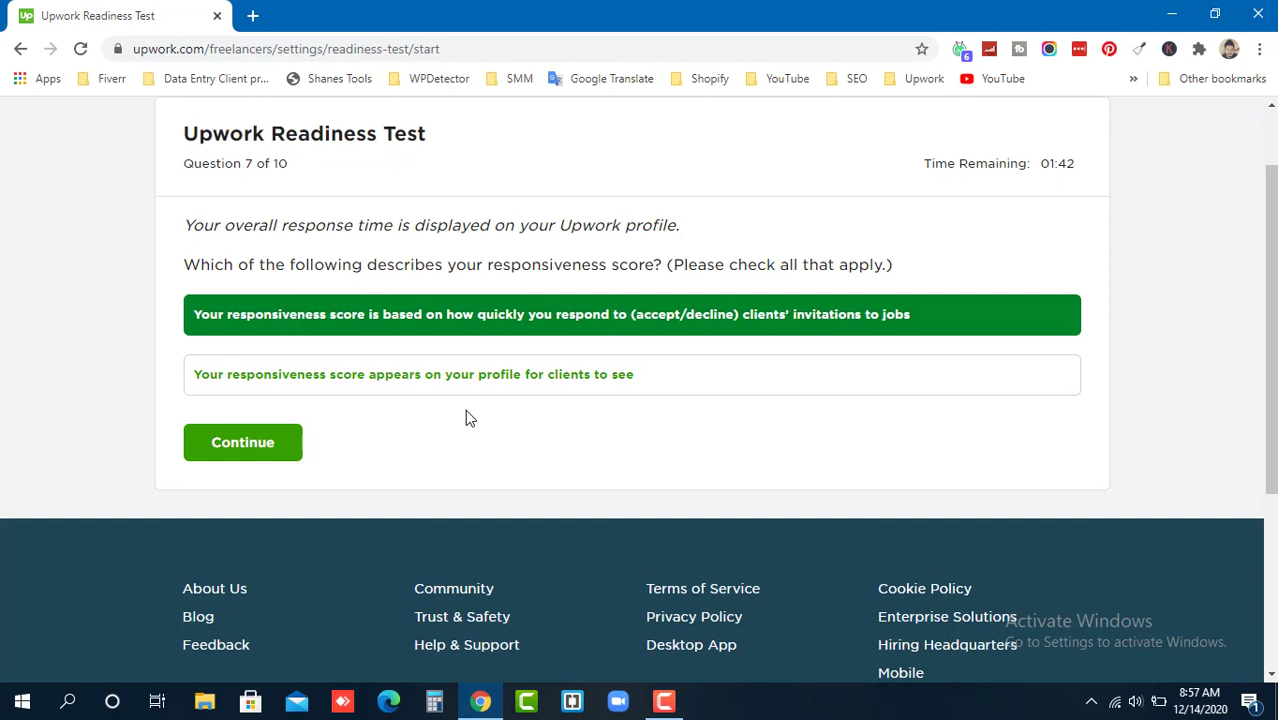 Up Upwork Readiness Test
upwork.com/freelancers/settings/readiness-test/start
6
Apps Fiverr Data Entry Client pr... Shanes Tools WPDetector SMM Google Translate Shopify YouTube SEO Upwork YouTube » Other bookmarks
Upwork Readiness Test
Question 7 of 10 Time Remaining: 01:42
Your overall response time is displayed on your Upwork profile.
Which of the following describes your responsiveness score? (Please check all that apply.)
Your responsiveness score is based on how quickly you respond to (accept/decline) clients' invitations to jobs
Your responsiveness score appears on your profile for clients to see
Continue
About Us Community Terms of Service Cookie Policy
Blog Trust & Safety Privacy Policy Enterprise Solutions
Feedback Help & Support Desktop App Hiring Headquarters
Mobile
Activate Windows
Go to Settings to activate Windows.
8:57 AM
12/14/2020
1